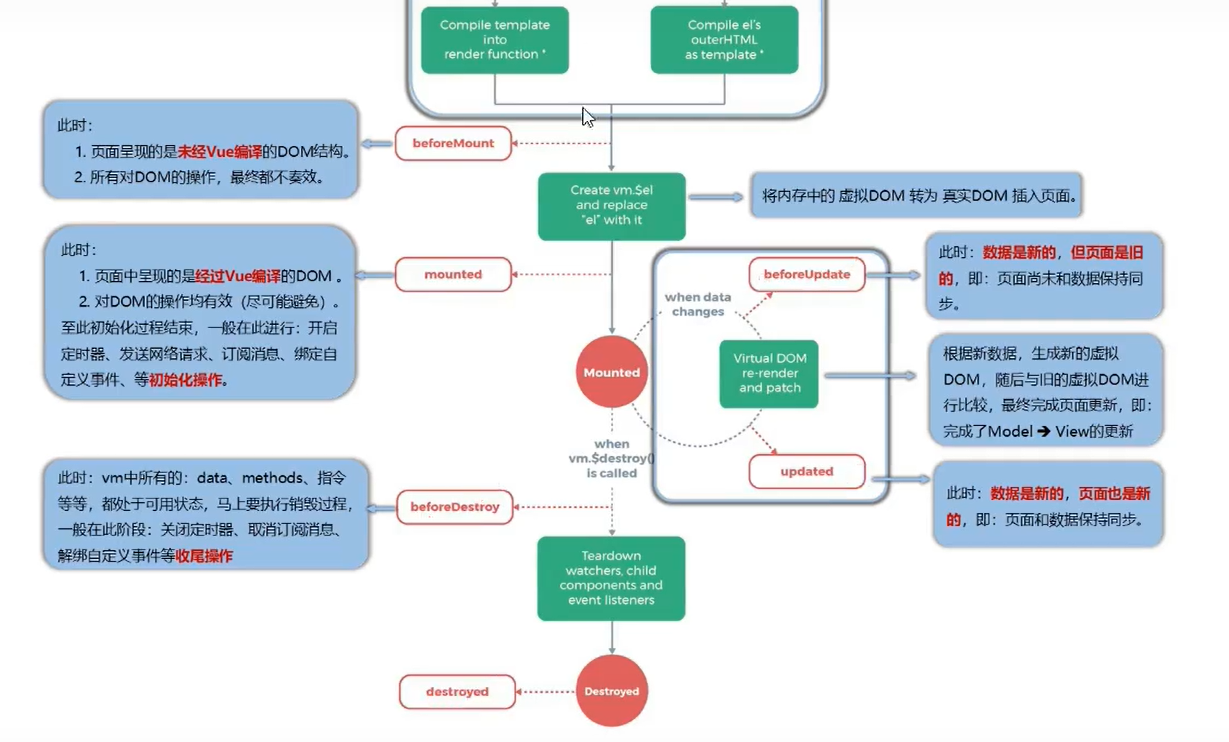 Compile template
into
render function *
Compile el's
outerHTML
as template *
此时：
1. 页面呈现的是未经Vue编译的DOM结构。
2. 所有对DOM的操作，最终都不奏效。
beforeMount
Create vm.$el
and replace
"el" with it
将内存中的 虚拟DOM 转为 真实DOM 插入页面。
此时：
1. 页面中呈现的是经过Vue编译的DOM 。
2. 对DOM的操作均有效（尽可能避免）。
至此初始化过程结束，一般在此进行：开启
定时器、发送网络请求、订阅消息、绑定自
定义事件、等初始化操作。
mounted
beforeUpdate
此时：数据是新的，但页面是旧
的，即：页面尚未和数据保持同
步。
when data
changes
Mounted
Virtual DOM
re-render
and patch
根据新数据，生成新的虚拟
DOM，随后与旧的虚拟DOM进
行比较，最终完成页面更新，即：
完成了Model ➔ View的更新
when
vm.$destroy()
is called
updated
此时：数据是新的，页面也是新
的，即：页面和数据保持同步。
此时：vm中所有的：data、methods、指令
等等，都处于可用状态，马上要执行销毁过程，
一般在此阶段：关闭定时器、取消订阅消息、
解绑自定义事件等收尾操作
beforeDestroy
Teardown
watchers, child
components and
event listeners
destroyed
Destroyed